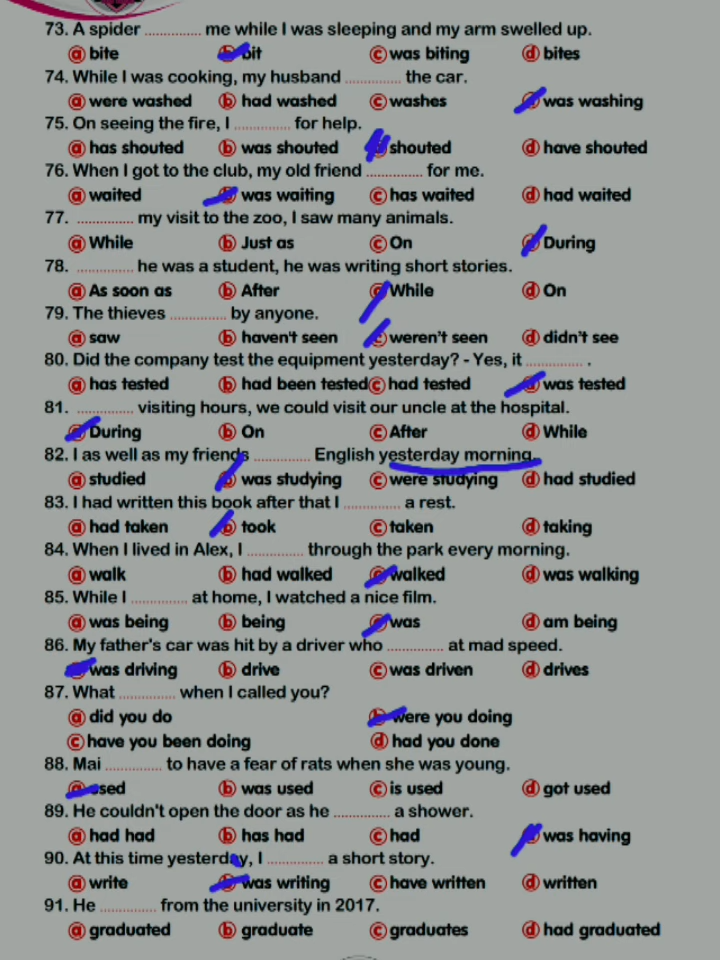 73. A spider ............. me while I was sleeping and my arm swelled up.
a bite b bit c was biting d bites
74. While I was cooking, my husband ............. the car.
a were washed b had washed c washes d was washing
75. On seeing the fire, I ............. for help.
a has shouted b was shouted c shouted d have shouted
76. When I got to the club, my old friend ............. for me.
a waited b was waiting c has waited d had waited
77. ............. my visit to the zoo, I saw many animals.
a While b Just as c On d During
78. ............. he was a student, he was writing short stories.
a As soon as b After c While d On
79. The thieves ............. by anyone.
a saw b haven't seen c weren't seen d didn't see
80. Did the company test the equipment yesterday? - Yes, it ............. .
a has tested b had been tested c had tested d was tested
81. ............. visiting hours, we could visit our uncle at the hospital.
a During b On c After d While
82. I as well as my friends ............. English yesterday morning.
a studied b was studying c were studying d had studied
83. I had written this book after that I ............. a rest.
a had taken b took c taken d taking
84. When I lived in Alex, I ............. through the park every morning.
a walk b had walked c walked d was walking
85. While I ............. at home, I watched a nice film.
a was being b being c was d am being
86. My father's car was hit by a driver who ............. at mad speed.
a was driving b drive c was driven d drives
87. What ............. when I called you?
a did you do b were you doing
c have you been doing d had you done
88. Mai ............. to have a fear of rats when she was young.
a used b was used c is used d got used
89. He couldn't open the door as he ............. a shower.
a had had b has had c had d was having
90. At this time yesterday, I ............. a short story.
a write b was writing c have written d written
91. He ............. from the university in 2017.
a graduated b graduate c graduates d had graduated